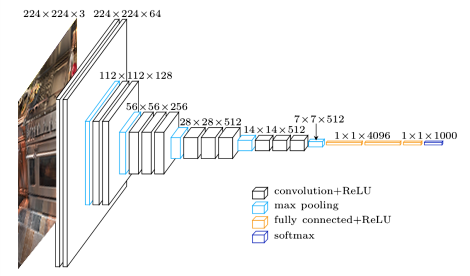 224×224×3
224×224×64
112×112×128
56×56×256
28×28×512
14×14×512
7×7×512
1×1×4096
1×1×1000
convolution+ReLU
max pooling
fully connected+ReLU
softmax